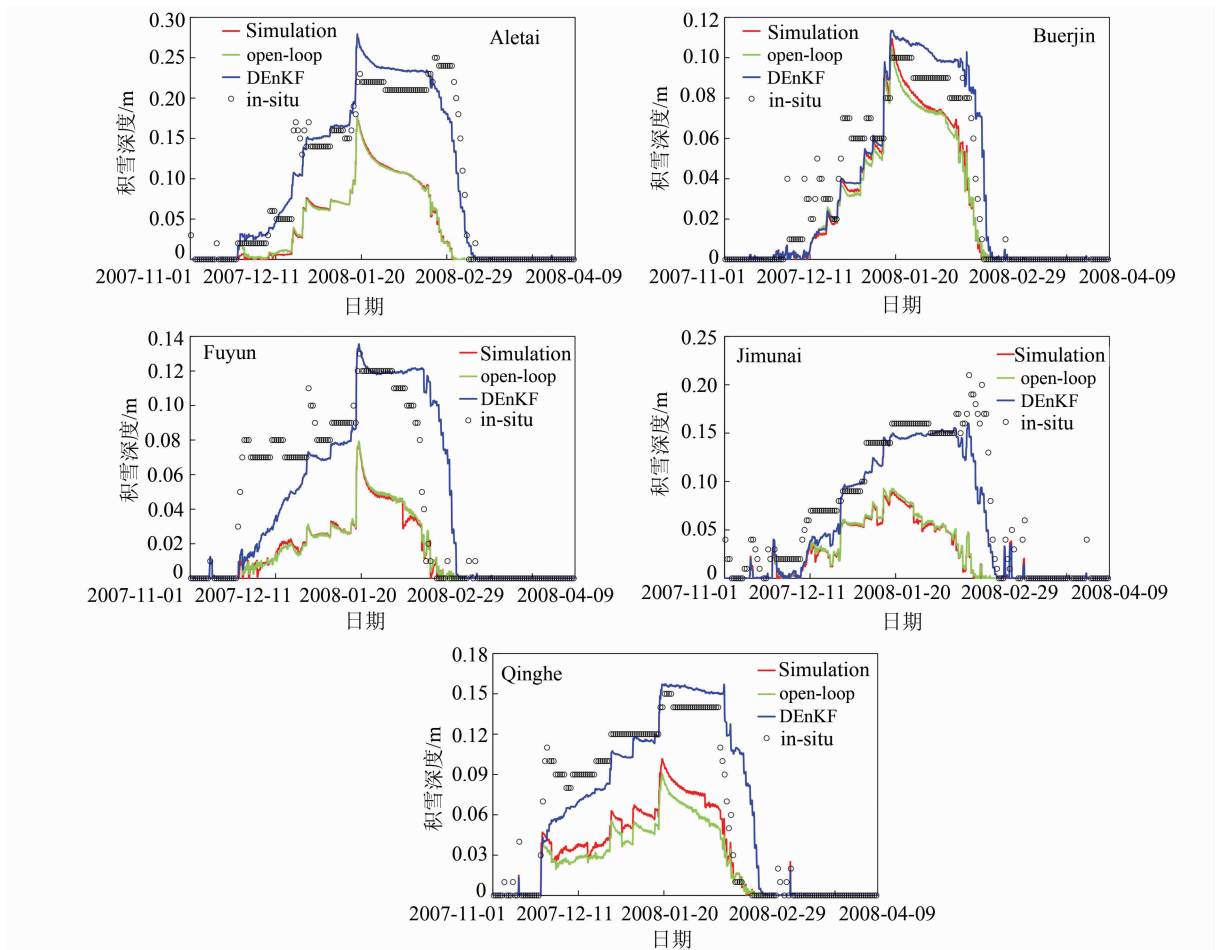 0.30
0.25
0.20
0.15
0.10
0.05
0
积雪深度/m
Simulation
open-loop
DEnKF
in-situ
Aletai
2007-11-01 2007-12-11 2008-01-20 2008-02-29 2008-04-09
日期
0.12
0.10
0.08
0.06
0.04
0.02
0
积雪深度/m
Simulation
open-loop
DEnKF
in-situ
Buerjin
2007-11-01 2007-12-11 2008-01-20 2008-02-29 2008-04-09
日期
0.14
0.12
0.10
0.08
0.06
0.04
0.02
0
积雪深度/m
Fuyun
Simulation
open-loop
DEnKF
in-situ
2007-11-01 2007-12-11 2008-01-20 2008-02-29 2008-04-09
日期
0.25
0.20
0.15
0.10
0.05
0
积雪深度/m
Jimunai
Simulation
open-loop
DEnKF
in-situ
2007-11-01 2007-12-11 2008-01-20 2008-02-29 2008-04-09
日期
0.18
0.15
0.12
0.09
0.06
0.03
0
积雪深度/m
Qinghe
Simulation
open-loop
DEnKF
in-situ
2007-11-01 2007-12-11 2008-01-20 2008-02-29 2008-04-09
日期